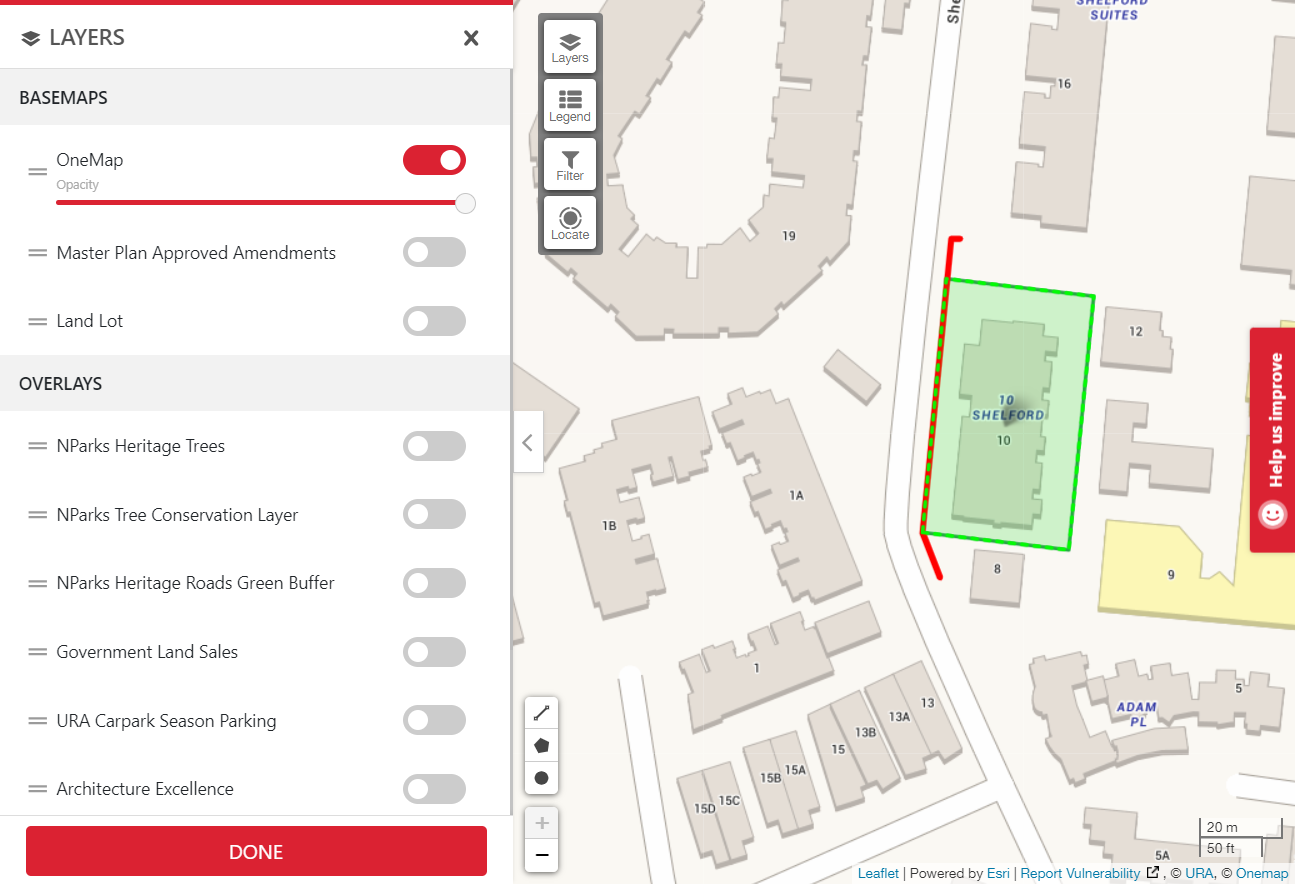 LAYERS
BASEMAPS
OneMap
Opacity
Master Plan Approved Amendments
Land Lot
OVERLAYS
NParks Heritage Trees
NParks Tree Conservation Layer
NParks Heritage Roads Green Buffer
Government Land Sales
URA Carpark Season Parking
Architecture Excellence
DONE
Layers
Legend
Filter
Locate
She
SHELFORD
SUITES
16
19
12
10
SHELFORD
10
1A
1B
8
9
1
13
13A
13B
15
15A
15B
15C
15D
ADAM
PL
5
5A
Help us improve
20 m
50 ft
Leaflet | Powered by Esri | Report Vulnerability , © URA, © Onemap